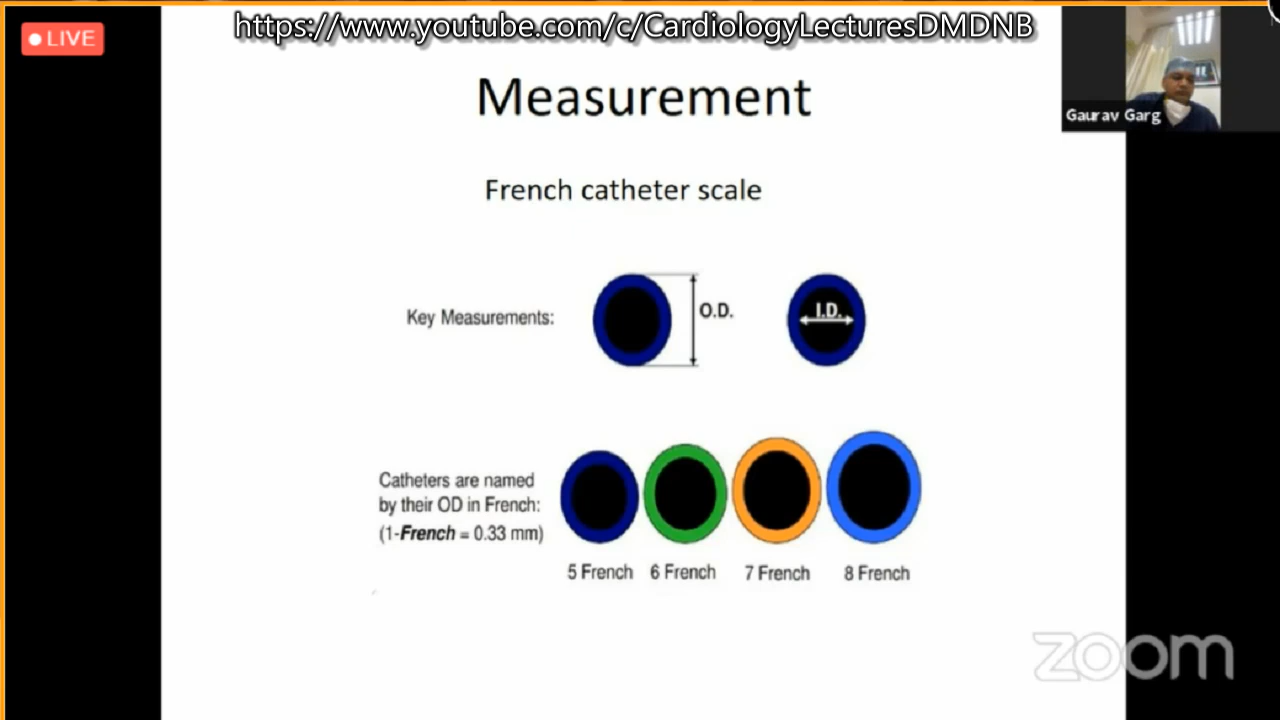 https://www.youtube.com/c/CardiologyLecturesDMDNB
LIVE
Measurement
Gaurav Garg
French catheter scale
Key Measurements:
O.D.
I.D.
Catheters are named
by their OD in French:
(1-French = 0.33 mm)
5 French
6 French
7 French
8 French
zoom